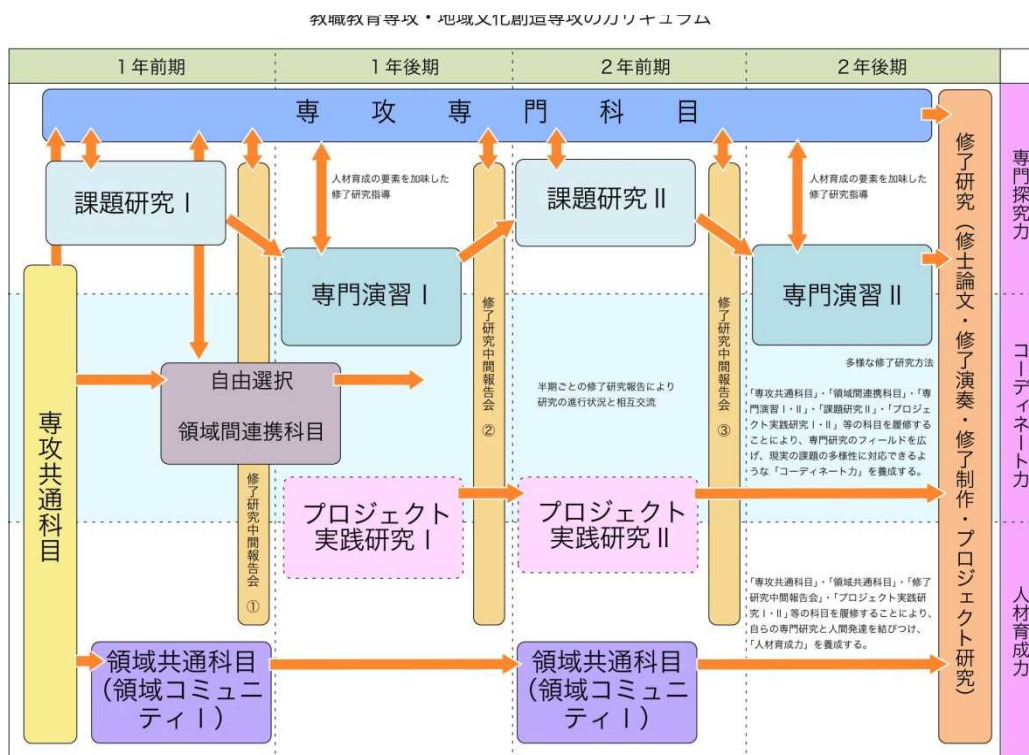 教職教育専攻・地域文化創造専攻のカリキュラム
１年前期
１年後期
２年前期
２年後期
専攻専門科目
課題研究Ⅰ
人材育成の要素を加味した
修了研究指導
課題研究Ⅱ
人材育成の要素を加味した
修了研究指導
専門演習Ⅰ
専門演習Ⅱ
専攻共通科目
自由選択
領域間連携科目
修了研究中間報告会 ①
修了研究中間報告会 ②
半期ごとの修了研究報告により
研究の進行状況と相互交流
修了研究中間報告会 ③
多様な修了研究方法
「専攻共通科目」・「領域間連携科目」・「専
門演習Ⅰ・Ⅱ」・「課題研究Ⅱ」・「プロジェ
クト実践研究Ⅰ・Ⅱ」等の科目を履修する
ことにより、専門研究のフィールドを広
げ、現実の課題の多様性に対応できるよ
うな「コーディネート力」を養成する。
プロジェクト
実践研究Ⅰ
プロジェクト
実践研究Ⅱ
「専攻共通科目」・「領域共通科目」・「修了
研究中間報告会」・「プロジェクト実践研
究Ⅰ・Ⅱ」等の科目を履修することにより、
自らの専門研究と人間発達を結びつけ、
「人材育成力」を養成する。
領域共通科目
（領域コミュニ
ティⅠ）
領域共通科目
（領域コミュニ
ティⅠ）
修了研究（修士論文・修了演奏・修了制作・プロジェクト研究）
専門探究力
コーディネート力
人材育成力